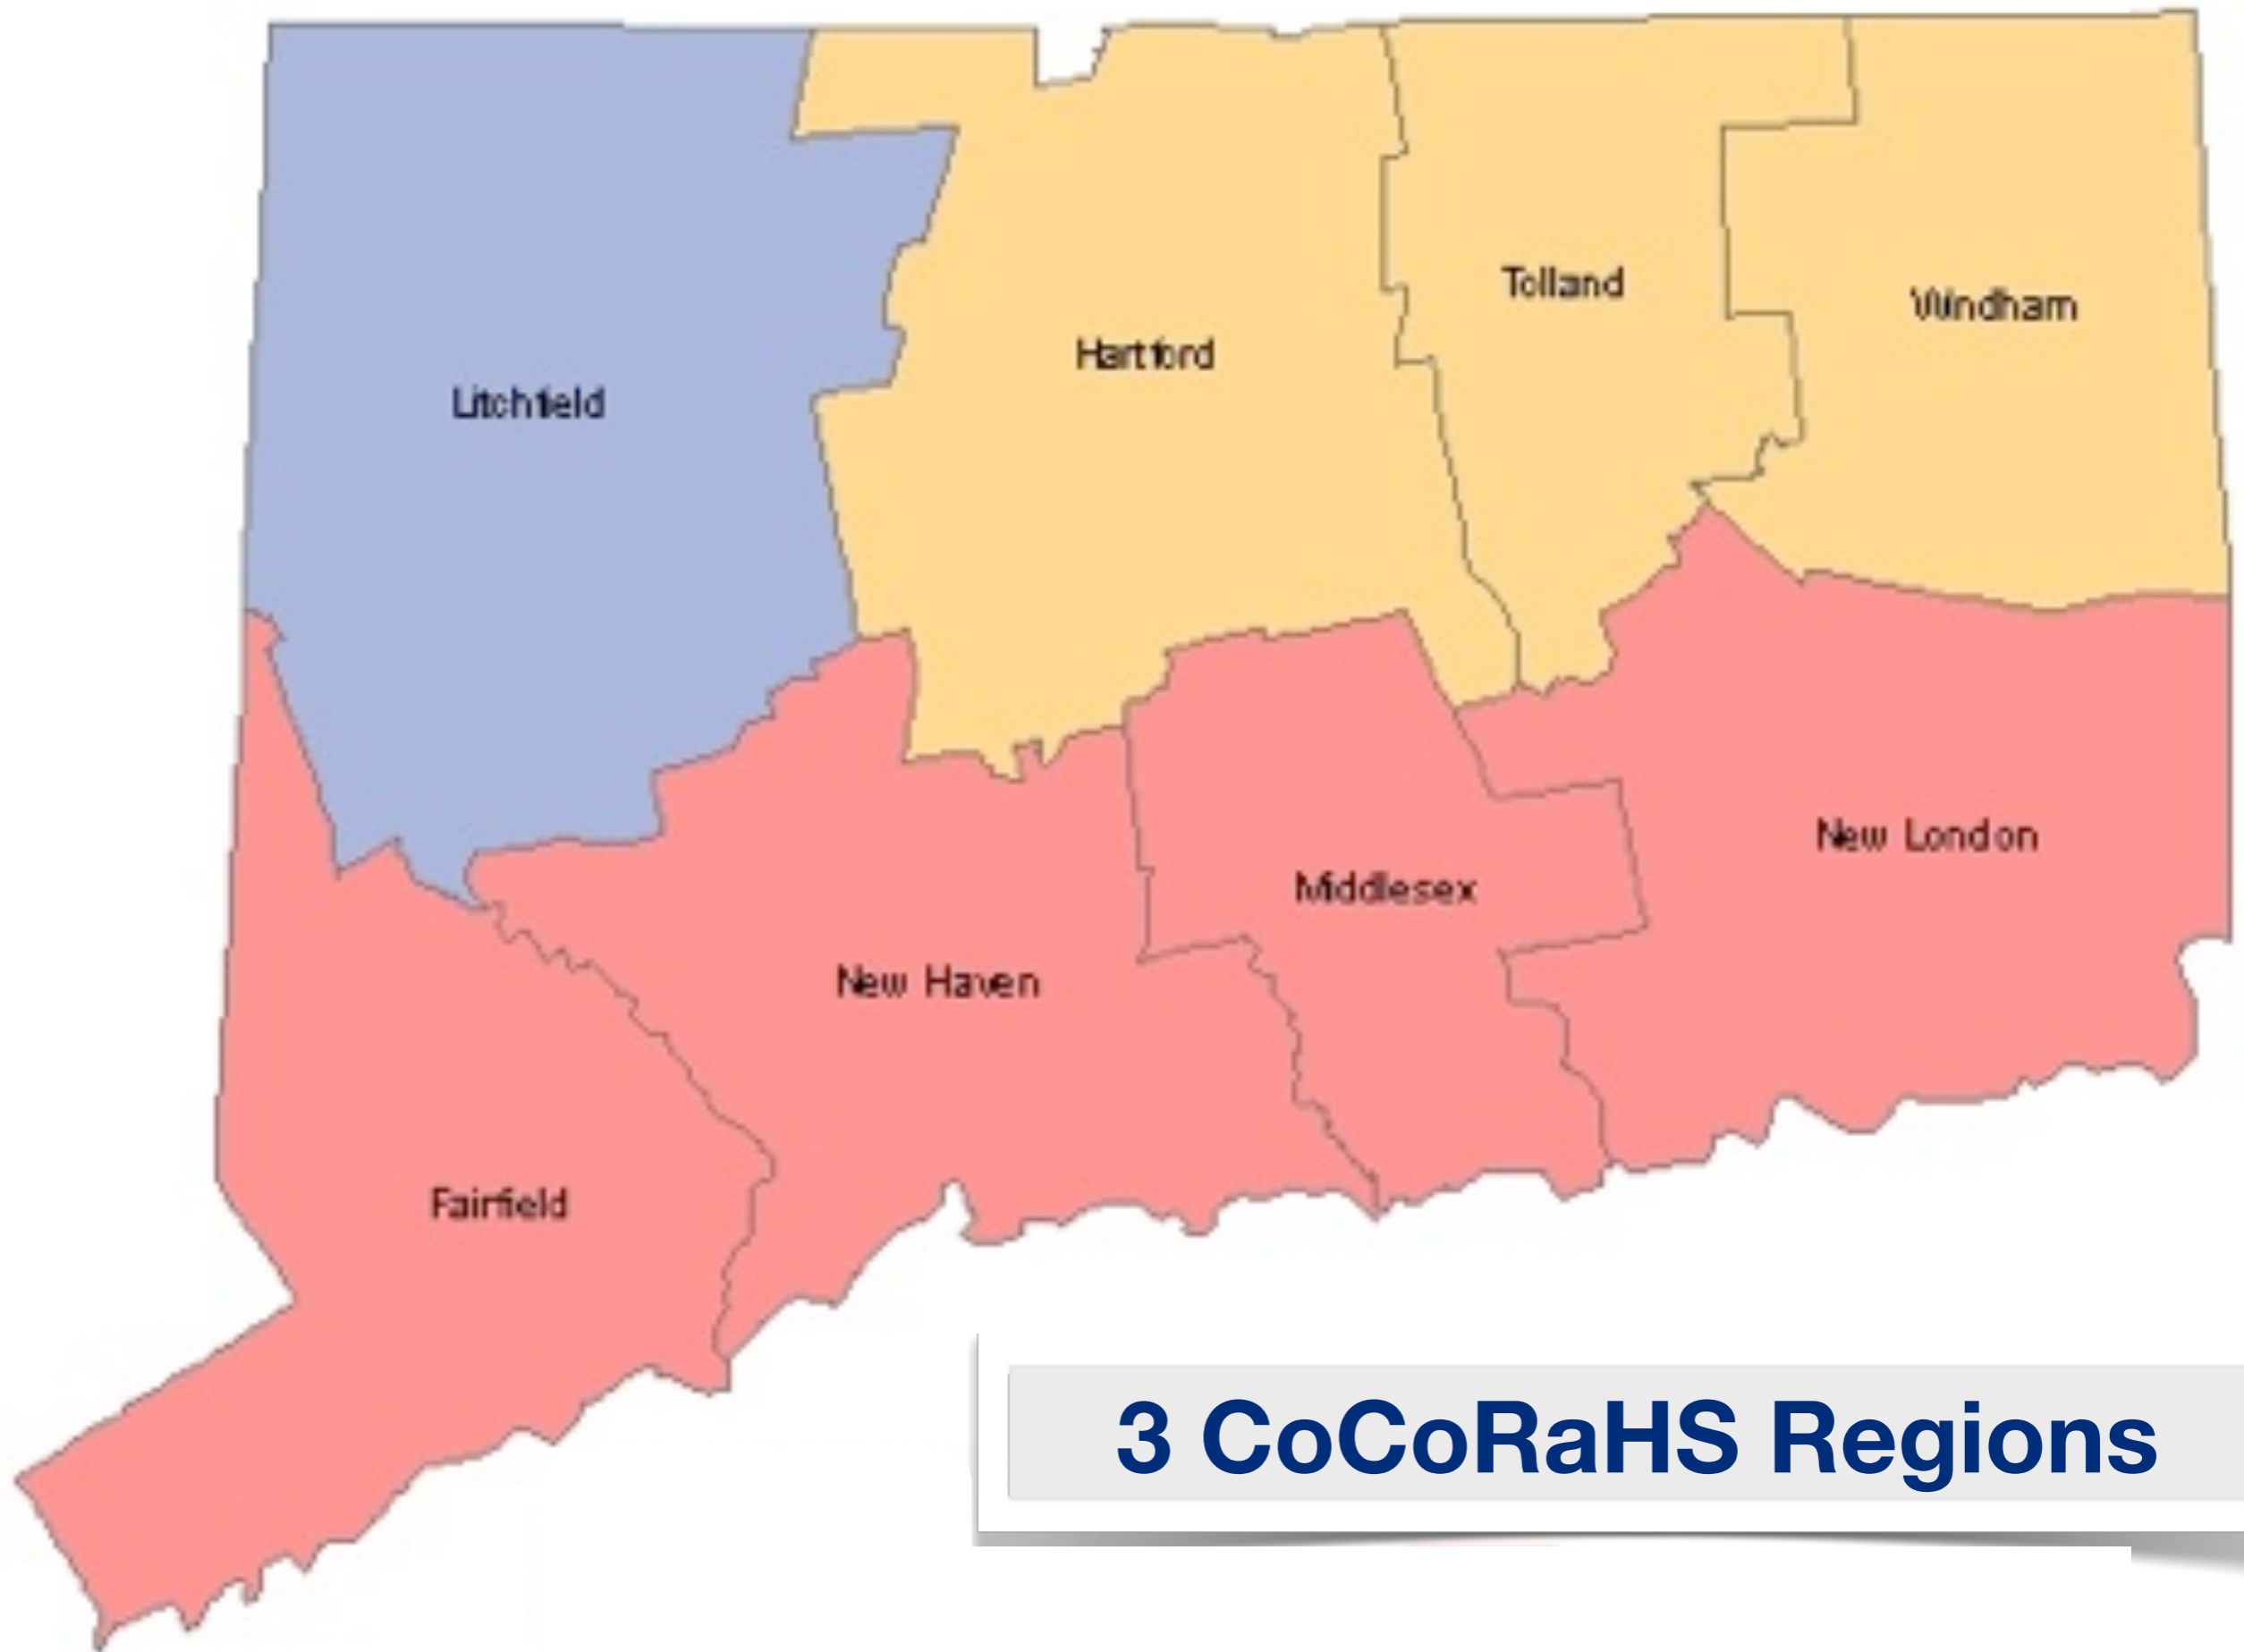 Tolland
Windham
Hartford
Litchfield
New London
Middlesex
New Haven
Fairfield
3 CoCoRaHS Regions